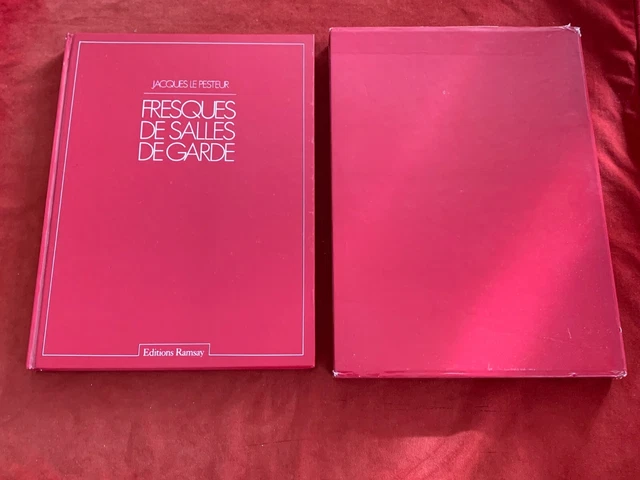 JACQUES LE PESTEUR
FRESQUES
DE SALLES
DE GARDE
Editions Ramsay